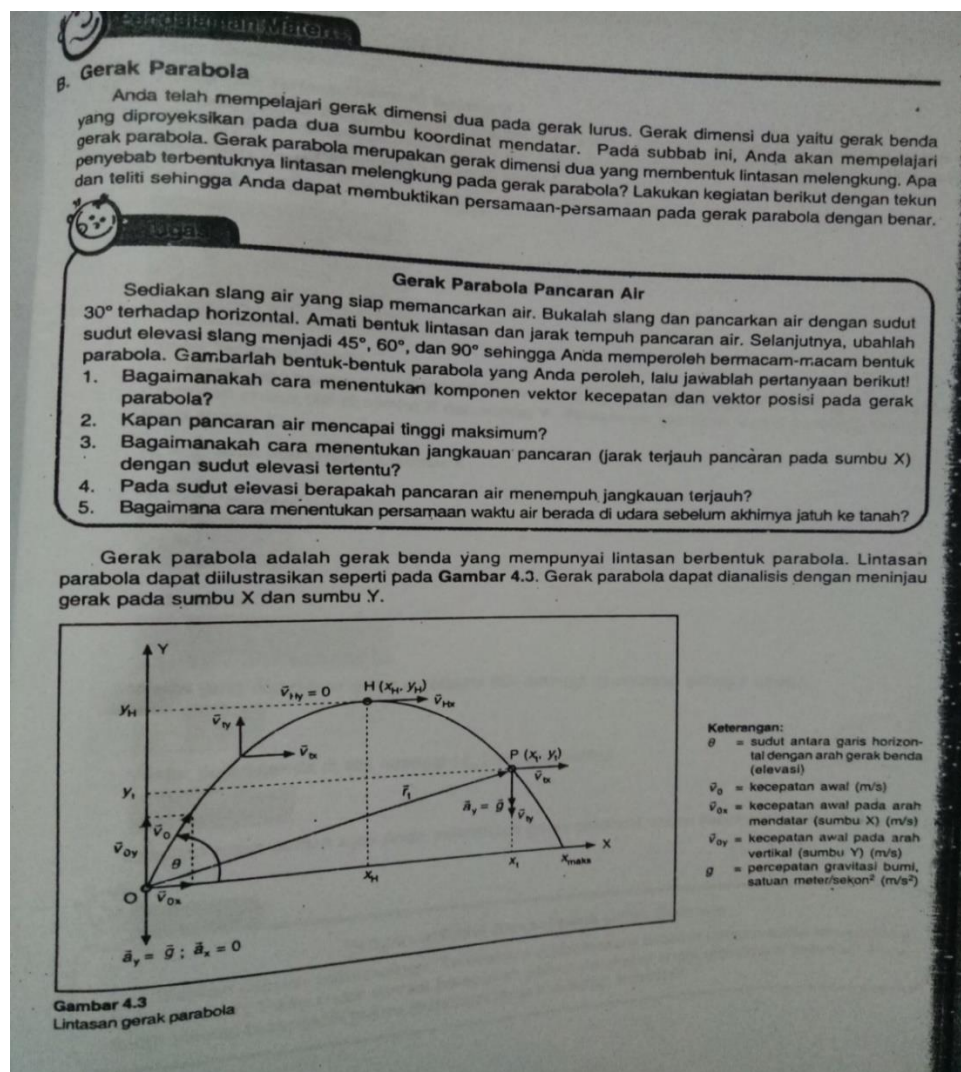 Pendalaman Materi
B. Gerak Parabola
Anda telah mempelajari gerak dimensi dua pada gerak lurus. Gerak dimensi dua yaitu gerak benda
yang diproyeksikan pada dua sumbu koordinat mendatar. Pada subbab ini, Anda akan mempelajari
gerak parabola. Gerak parabola merupakan gerak dimensi dua yang membentuk lintasan melengkung. Apa
penyebab terbentuknya lintasan melengkung pada gerak parabola? Lakukan kegiatan berikut dengan tekun
dan teliti sehingga Anda dapat membuktikan persamaan-persamaan pada gerak parabola dengan benar.
Tugas
Gerak Parabola Pancaran Air
Sediakan slang air yang siap memancarkan air. Bukalah slang dan pancarkan air dengan sudut
30° terhadap horizontal. Amati bentuk lintasan dan jarak tempuh pancaran air. Selanjutnya, ubahlah
sudut elevasi slang menjadi 45°, 60°, dan 90° sehingga Anda memperoleh bermacam-macam bentuk
parabola. Gambarlah bentuk-bentuk parabola yang Anda peroleh, lalu jawablah pertanyaan berikut!
1. Bagaimanakah cara menentukan komponen vektor kecepatan dan vektor posisi pada gerak
parabola?
2. Kapan pancaran air mencapai tinggi maksimum?
3. Bagaimanakah cara menentukan jangkauan pancaran (jarak terjauh pancaran pada sumbu X)
dengan sudut elevasi tertentu?
4. Pada sudut elevasi berapakah pancaran air menempuh jangkauan terjauh?
5. Bagaimana cara menentukan persamaan waktu air berada di udara sebelum akhirnya jatuh ke tanah?
Gerak parabola adalah gerak benda yang mempunyai lintasan berbentuk parabola. Lintasan
parabola dapat diilustrasikan seperti pada Gambar 4.3. Gerak parabola dapat dianalisis dengan meninjau
gerak pada sumbu X dan sumbu Y.
Y
v̄Hy = 0
H (xH, yH)
v̄Hx
yH
v̄ty
v̄tx
P (x₁, y₁)
v̄tx
y₁
r̄₁
ā_y = ḡ
v̄ty
v̄₀
v̄₀y
θ
X
xH
x₁
x_maks
O
v̄₀x
ā_y = ḡ ; ā_x = 0
Keterangan:
θ = sudut antara garis horizon-
tal dengan arah gerak benda
(elevasi)
v̄₀ = kecepatan awal (m/s)
v̄₀x = kecepatan awal pada arah
mendatar (sumbu X) (m/s)
v̄₀y = kecepatan awal pada arah
vertikal (sumbu Y) (m/s)
g = percepatan gravitasi bumi,
satuan meter/sekon² (m/s²)
Gambar 4.3
Lintasan gerak parabola